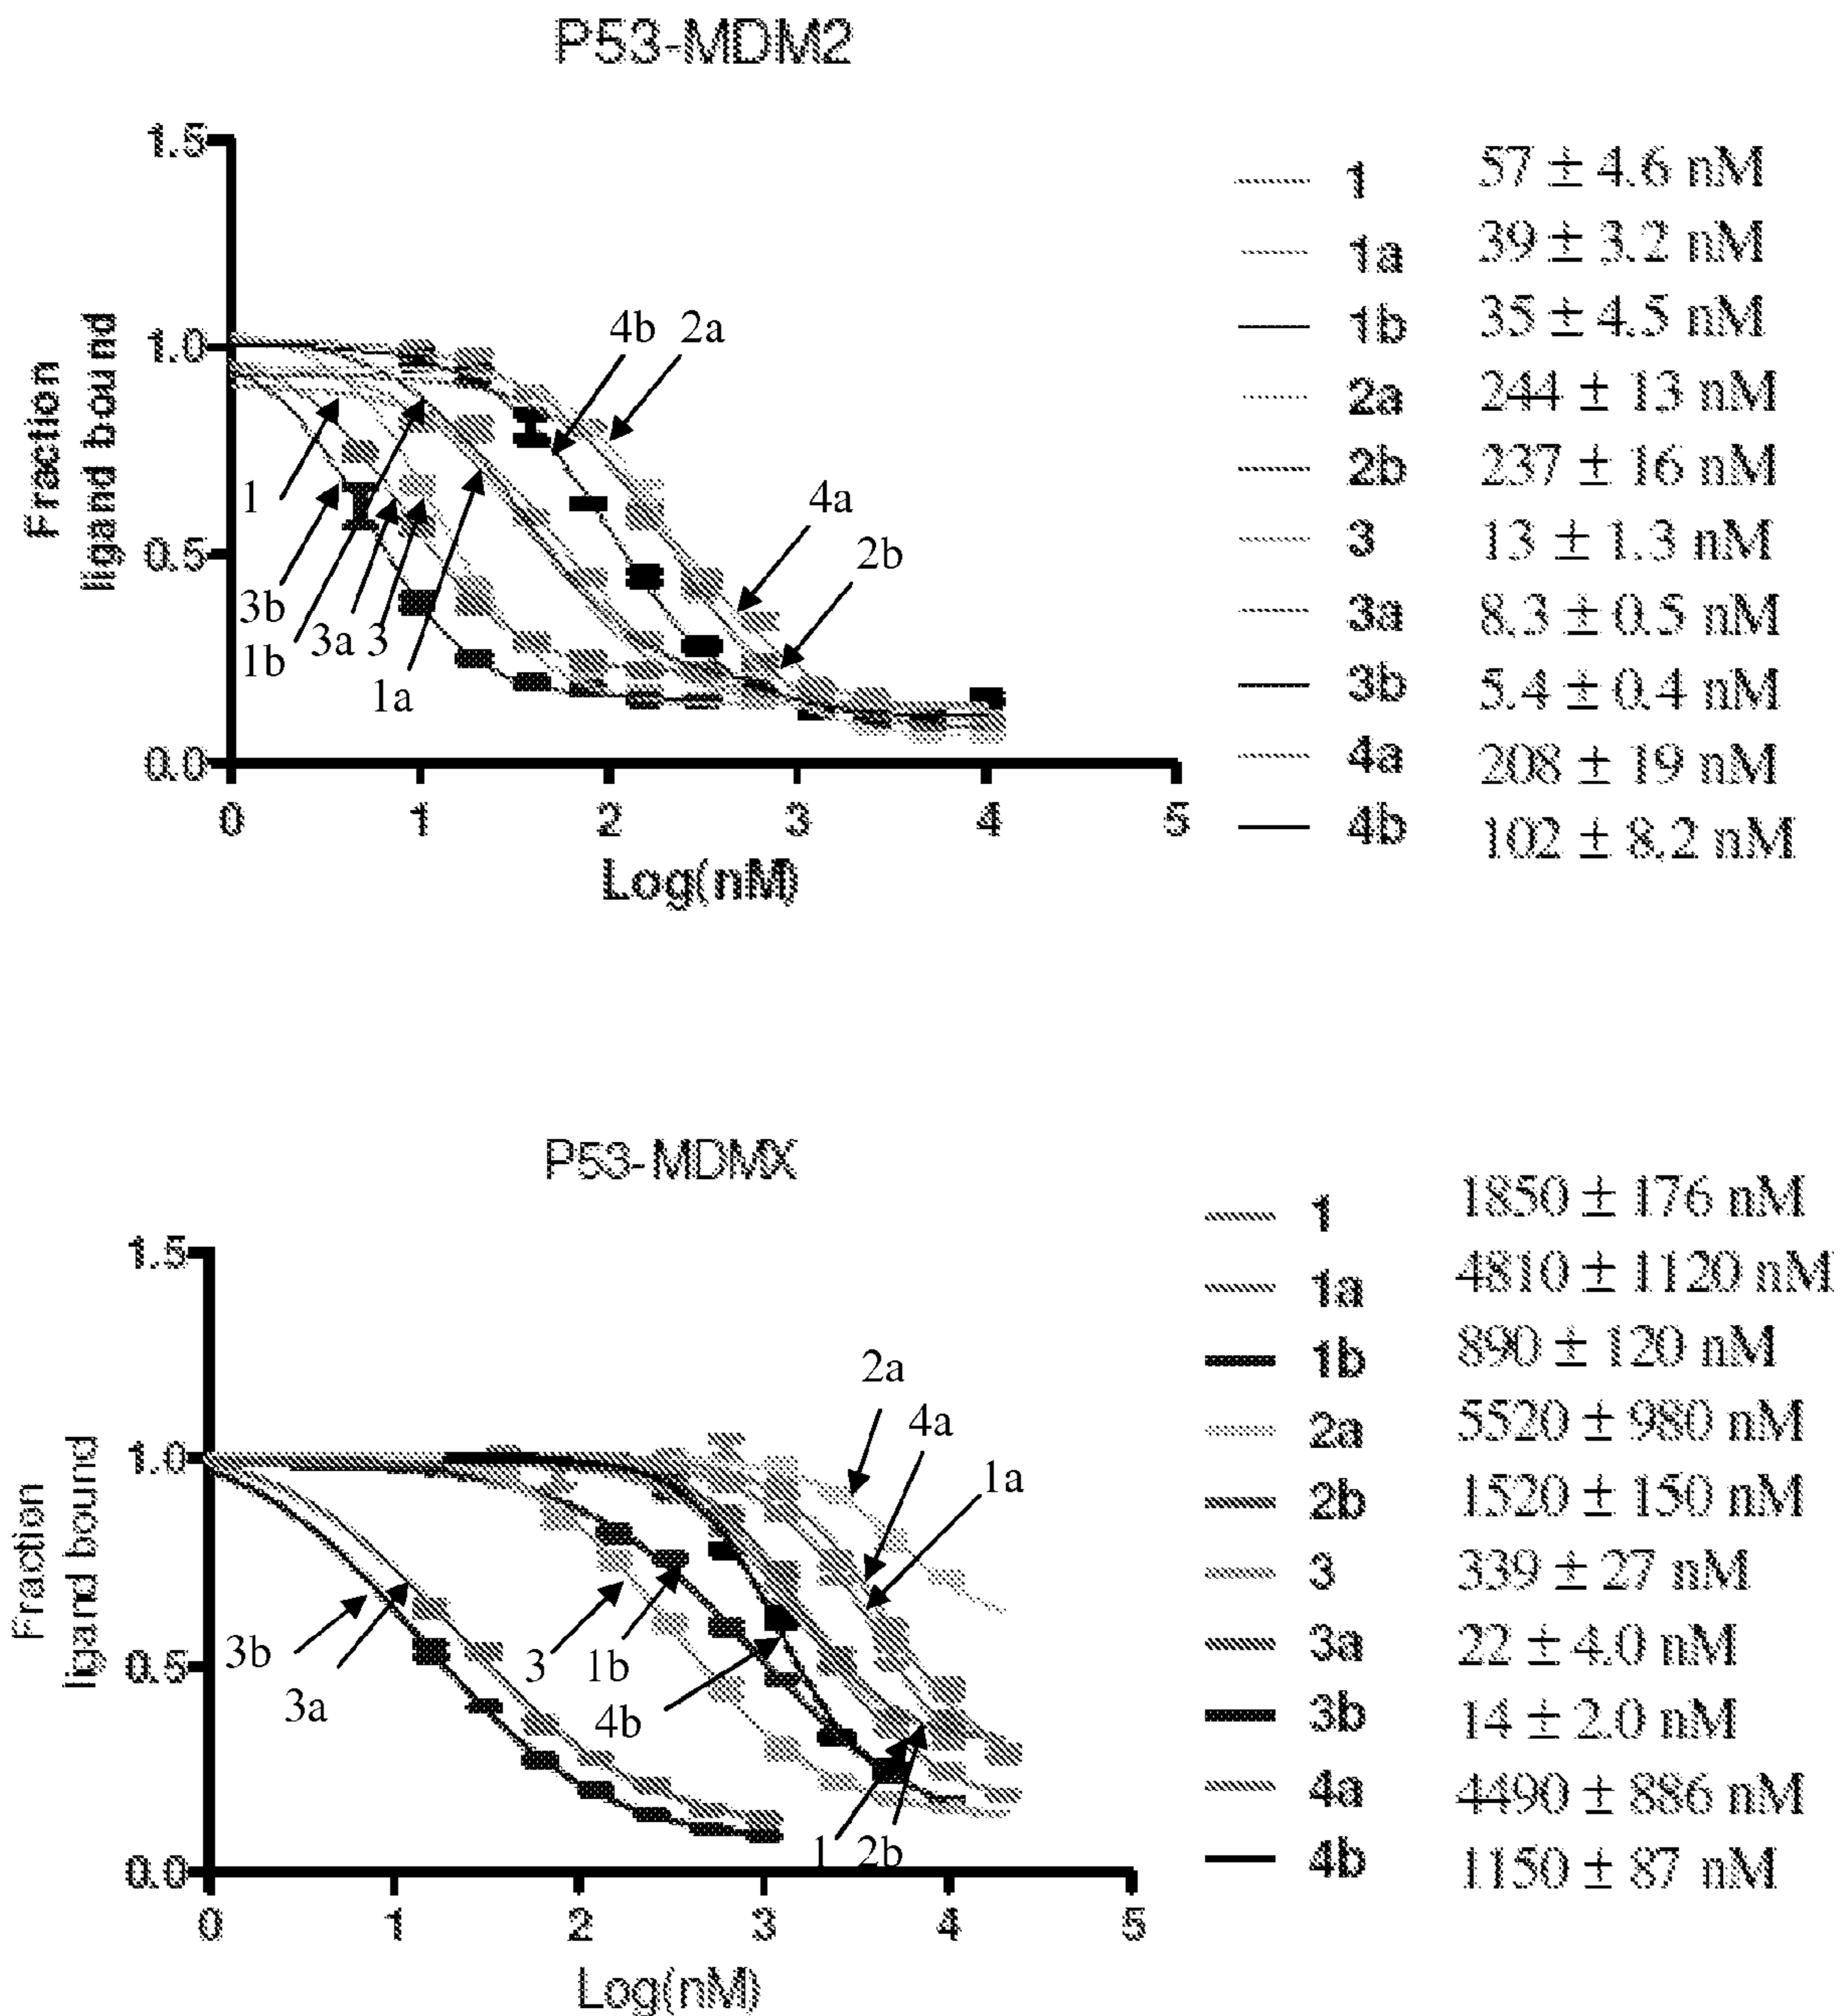 P53-MDM2
1.5
1.0
0.5
0.0
Fraction
ligand bound
4b
2a
4a
2b
1
3b
1b
3a
3
1a
0 1 2 3 4 5
Log(nM)
1 57 ± 4.6 nM
1a 39 ± 3.2 nM
1b 35 ± 4.5 nM
2a 244 ± 13 nM
2b 237 ± 16 nM
3 13 ± 1.3 nM
3a 8.3 ± 0.5 nM
3b 5.4 ± 0.4 nM
4a 208 ± 19 nM
4b 102 ± 8.2 nM
P53-MDMX
1.5
1.0
0.5
0.0
Fraction
ligand bound
2a
4a
1a
3b
3a
3
1b
4b
1
2b
0 1 2 3 4 5
Log(nM)
1 1850 ± 176 nM
1a 4810 ± 1120 nM
1b 890 ± 120 nM
2a 5520 ± 980 nM
2b 1520 ± 150 nM
3 339 ± 27 nM
3a 22 ± 4.0 nM
3b 14 ± 2.0 nM
4a 4490 ± 886 nM
4b 1150 ± 87 nM